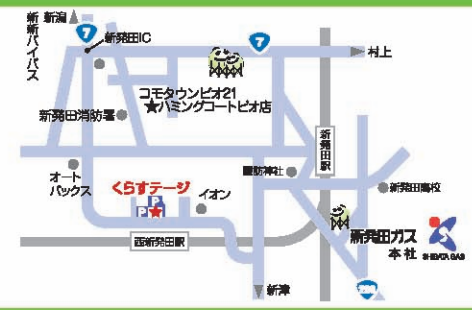 新潟
新新バイパス
7
新発田IC
7
村上
コモタウンピオ21
★ハミングコートピオ店
新発田消防署
新発田駅
オート
バックス
くらすテージ
P
P
イオン
諏訪神社
新発田高校
西新発田駅
新発田ガス
本社
SHIBATA GAS
新津